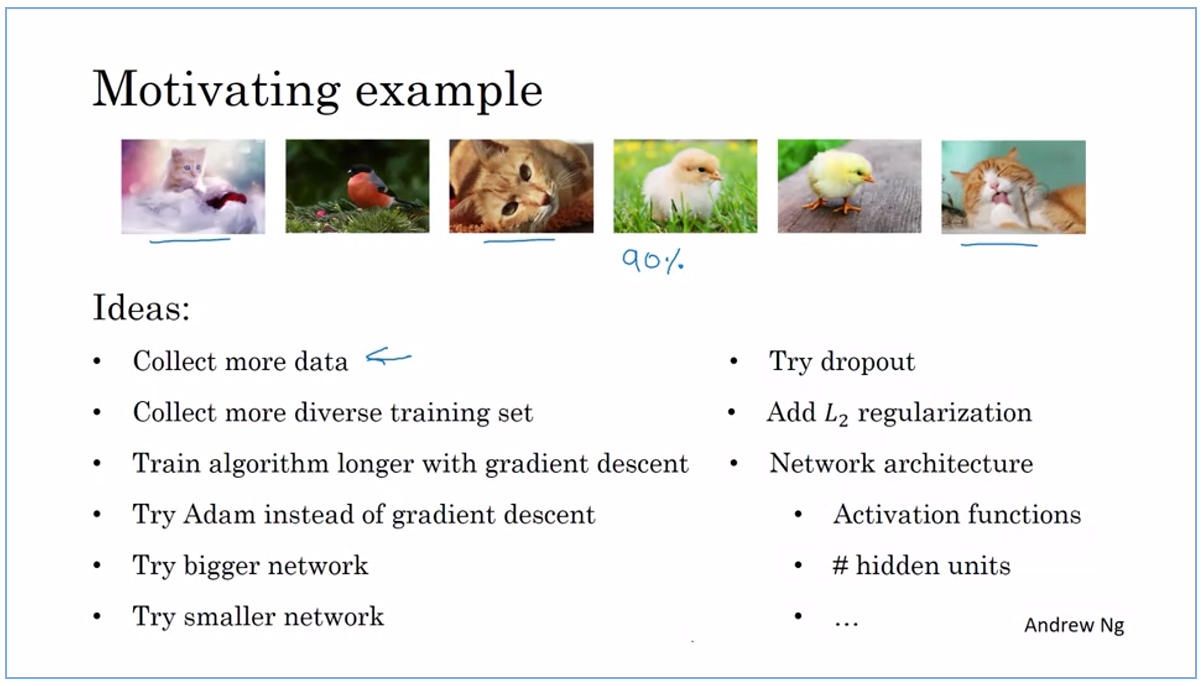 Motivating example
90%
Ideas:
• Collect more data
• Collect more diverse training set
• Train algorithm longer with gradient descent
• Try Adam instead of gradient descent
• Try bigger network
• Try smaller network
• Try dropout
• Add L₂ regularization
• Network architecture
• Activation functions
• # hidden units
• ...
Andrew Ng